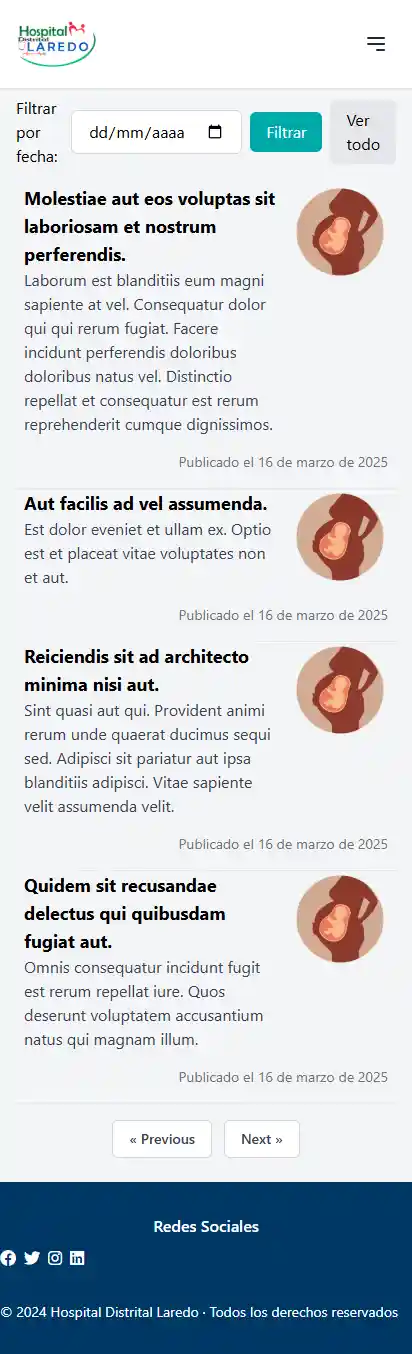 Hospital
Distrital
LAREDO
Filtrar
por
fecha:
dd/mm/aaaa
Filtrar
Ver
todo
Molestiae aut eos voluptas sit
laboriosam et nostrum
perferendis.
Laborum est blanditiis eum magni
sapiente at vel. Consequatur dolor
qui qui rerum fugiat. Facere
incidunt perferendis doloribus
doloribus natus vel. Distinctio
repellat et consequatur est rerum
reprehenderit cumque dignissimos.
Publicado el 16 de marzo de 2025
Aut facilis ad vel assumenda.
Est dolor eveniet et ullam ex. Optio
est et placeat vitae voluptates non
et aut.
Publicado el 16 de marzo de 2025
Reiciendis sit ad architecto
minima nisi aut.
Sint quasi aut qui. Provident animi
rerum unde quaerat ducimus sequi
sed. Adipisci sit pariatur aut ipsa
blanditiis adipisci. Vitae sapiente
velit assumenda velit.
Publicado el 16 de marzo de 2025
Quidem sit recusandae
delectus qui quibusdam
fugiat aut.
Omnis consequatur incidunt fugit
est rerum repellat iure. Quos
deserunt voluptatem accusantium
natus qui magnam illum.
Publicado el 16 de marzo de 2025
« Previous
Next »
Redes Sociales
© 2024 Hospital Distrital Laredo · Todos los derechos reservados